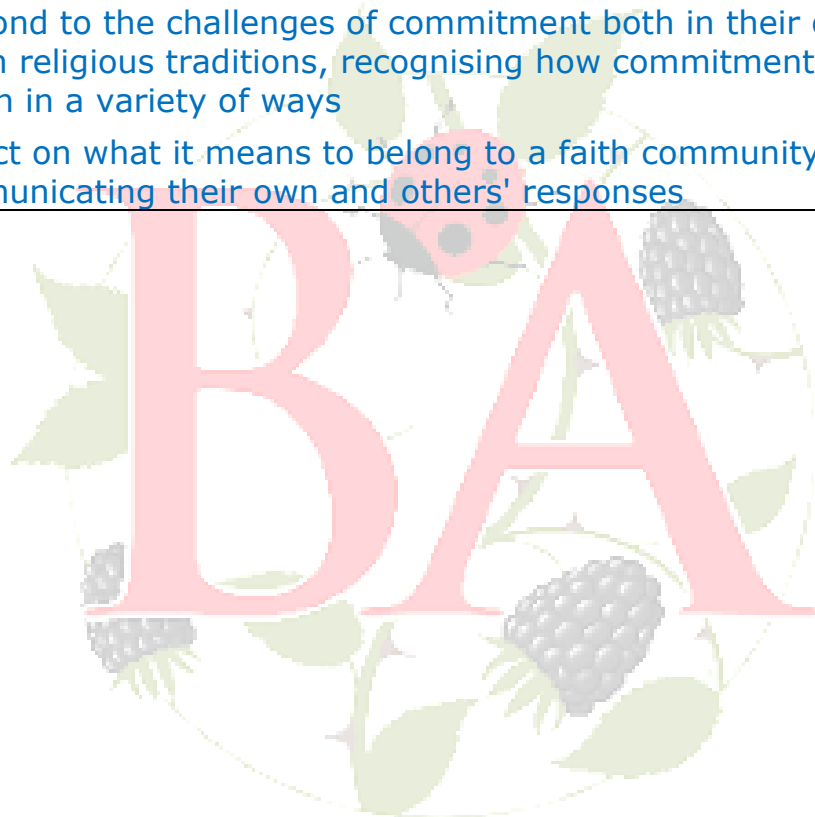 ond to the challenges of commitment both in their
n religious traditions, recognising how commitment
n in a variety of ways
ct on what it means to belong to a faith community
unicating their own and others' responses
BA